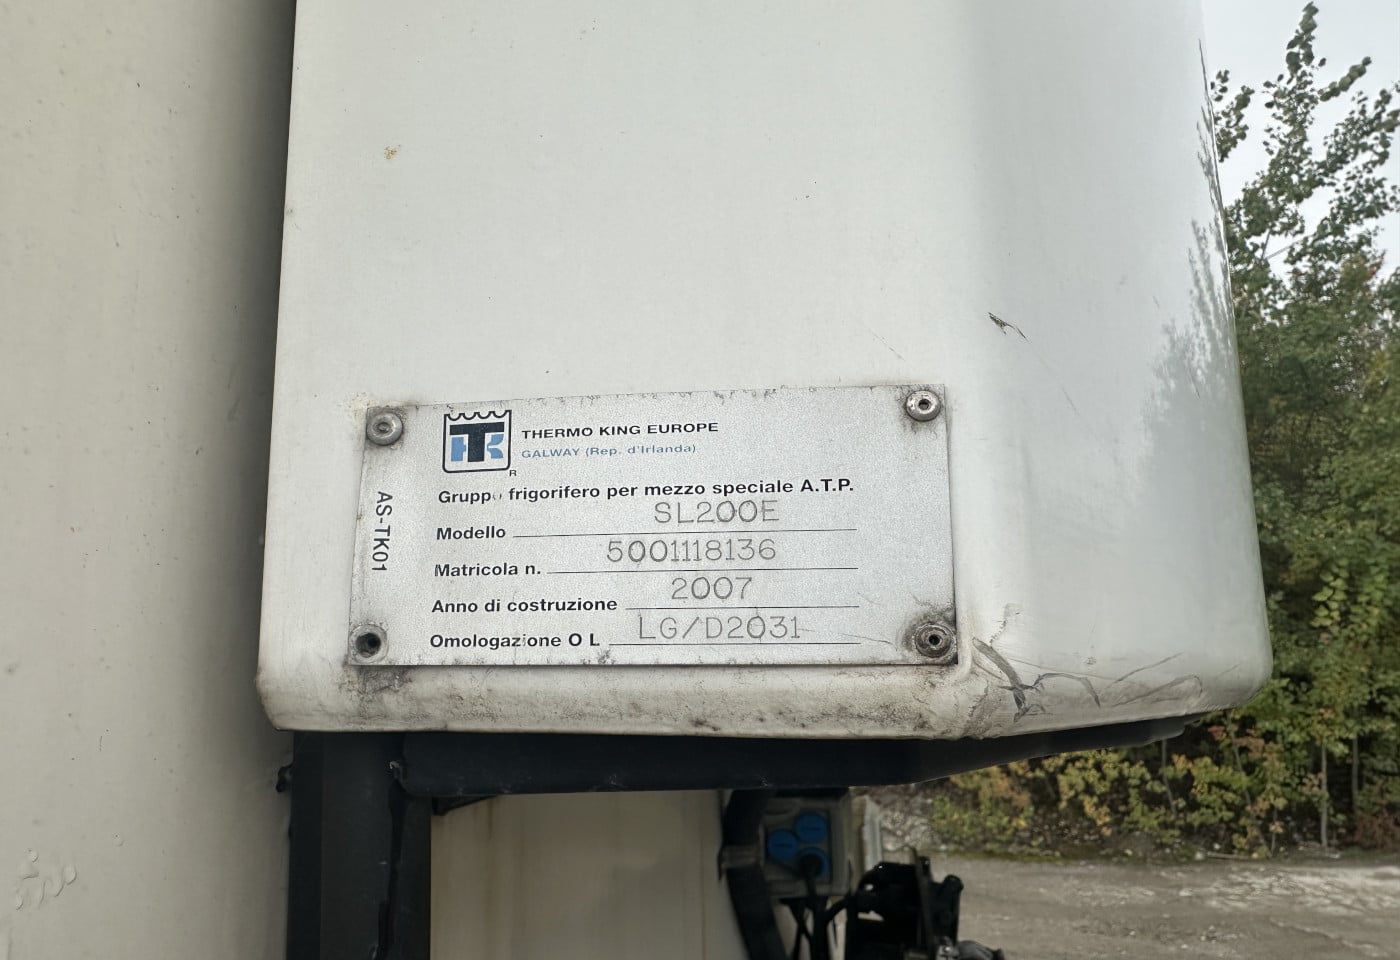 TK
R
THERMO KING EUROPE
GALWAY (Rep. d'Irlanda)
Gruppo frigorifero per mezzo speciale A.T.P.
Modello SL200E
Matricola n. 5001118136
Anno di costruzione 2007
Omologazione O L LG/D2031
AS-TK01